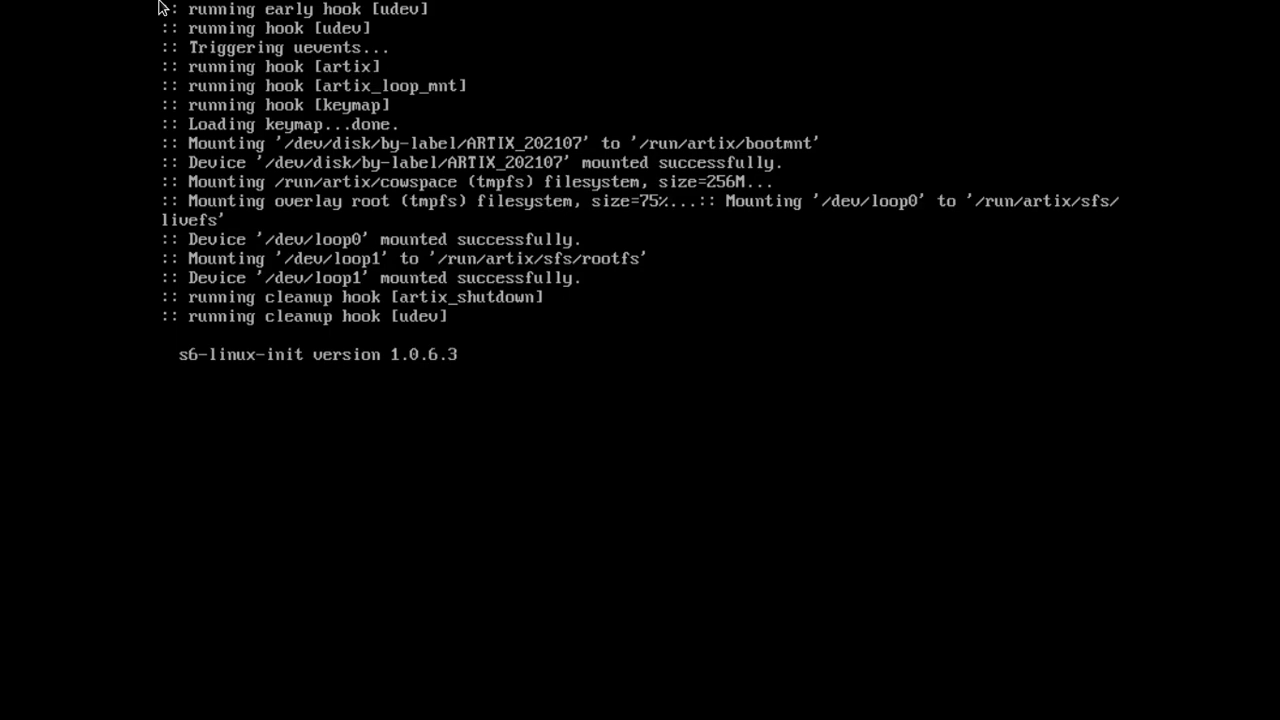 :: running early hook [udev]
:: running hook [udev]
:: Triggering uevents...
:: running hook [artix]
:: running hook [artix_loop_mnt]
:: running hook [keymap]
:: Loading keymap...done.
:: Mounting '/dev/disk/by-label/ARTIX_202107' to '/run/artix/bootmnt'
:: Device '/dev/disk/by-label/ARTIX_202107' mounted successfully.
:: Mounting /run/artix/cowspace (tmpfs) filesystem, size=256M...
:: Mounting overlay root (tmpfs) filesystem, size=75%...:: Mounting '/dev/loop0' to '/run/artix/sfs/
livefs'
:: Device '/dev/loop0' mounted successfully.
:: Mounting '/dev/loop1' to '/run/artix/sfs/rootfs'
:: Device '/dev/loop1' mounted successfully.
:: running cleanup hook [artix_shutdown]
:: running cleanup hook [udev]
s6-linux-init version 1.0.6.3